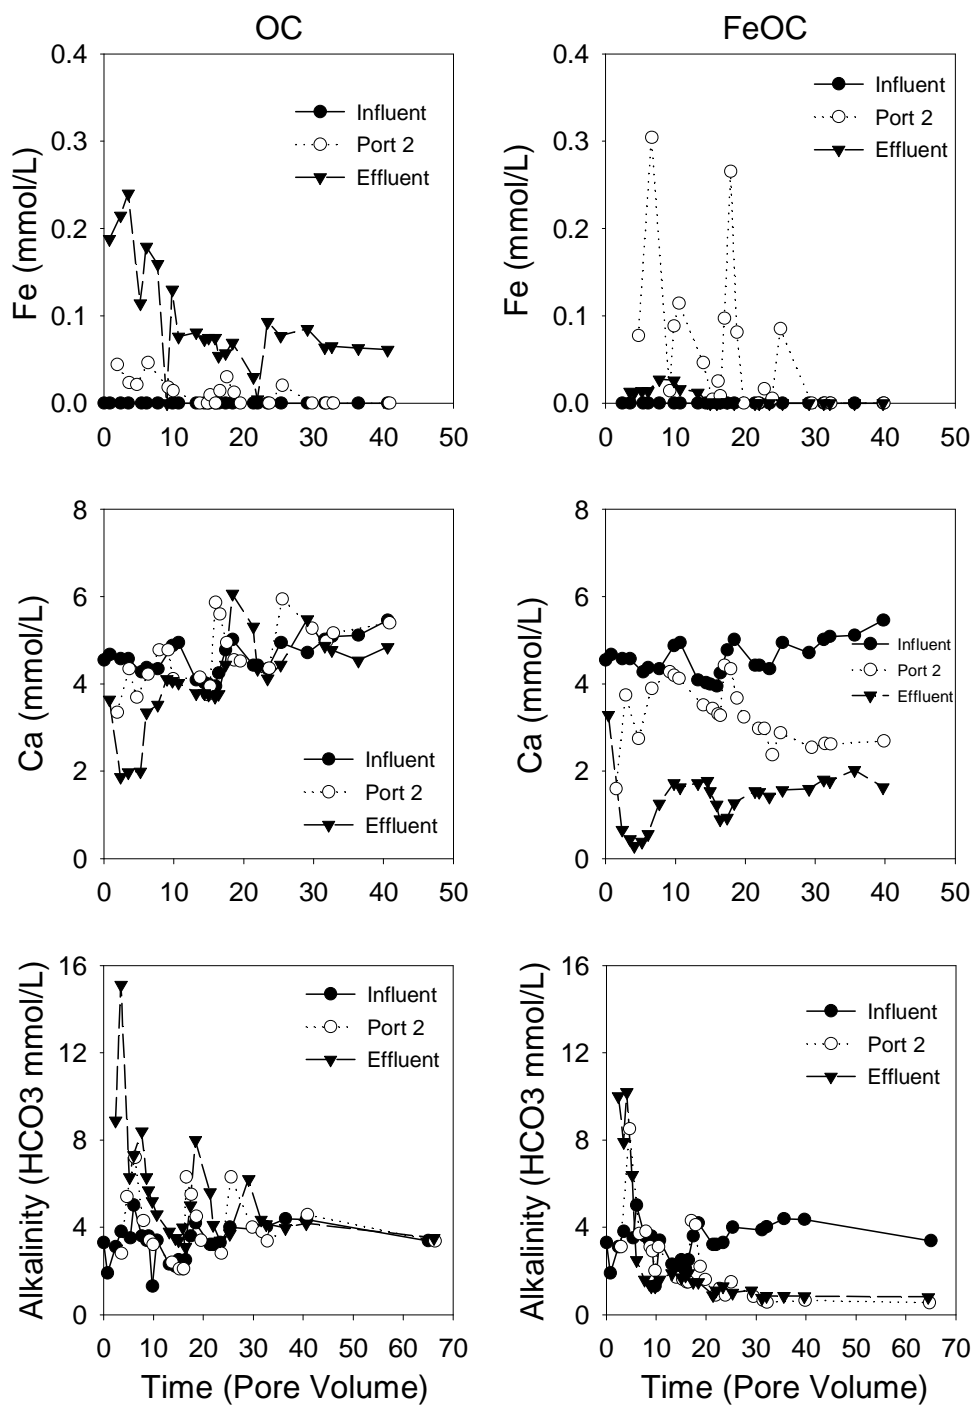 OC
FeOC
Fe (mmol/L)
0.4
0.3
0.2
0.1
0.0
Influent
Port 2
Effluent
0 10 20 30 40 50
Fe (mmol/L)
0.4
0.3
0.2
0.1
0.0
Influent
Port 2
Effluent
0 10 20 30 40 50
Ca (mmol/L)
8
6
4
2
0
Influent
Port 2
Effluent
0 10 20 30 40 50
Ca (mmol/L)
8
6
4
2
0
Influent
Port 2
Effluent
0 10 20 30 40 50
Alkalinity (HCO3 mmol/L)
16
12
8
4
0
Influent
Port 2
Effluent
0 10 20 30 40 50 60 70
Time (Pore Volume)
Alkalinity (HCO3 mmol/L)
16
12
8
4
0
Influent
Port 2
Effluent
0 10 20 30 40 50 60 70
Time (Pore Volume)